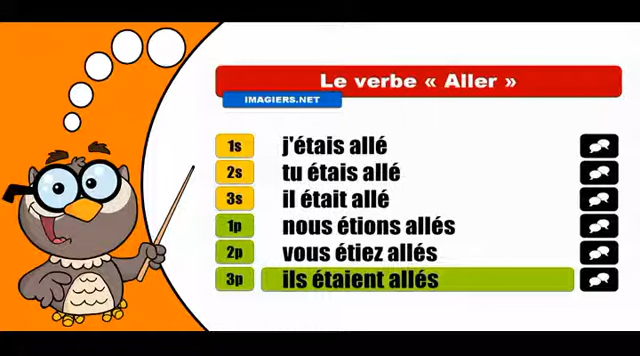 Le verbe « Aller »
IMAGIERS.NET
1s j'étais allé
2s tu étais allé
3s il était allé
1p nous étions allés
2p vous étiez allés
3p ils étaient allés